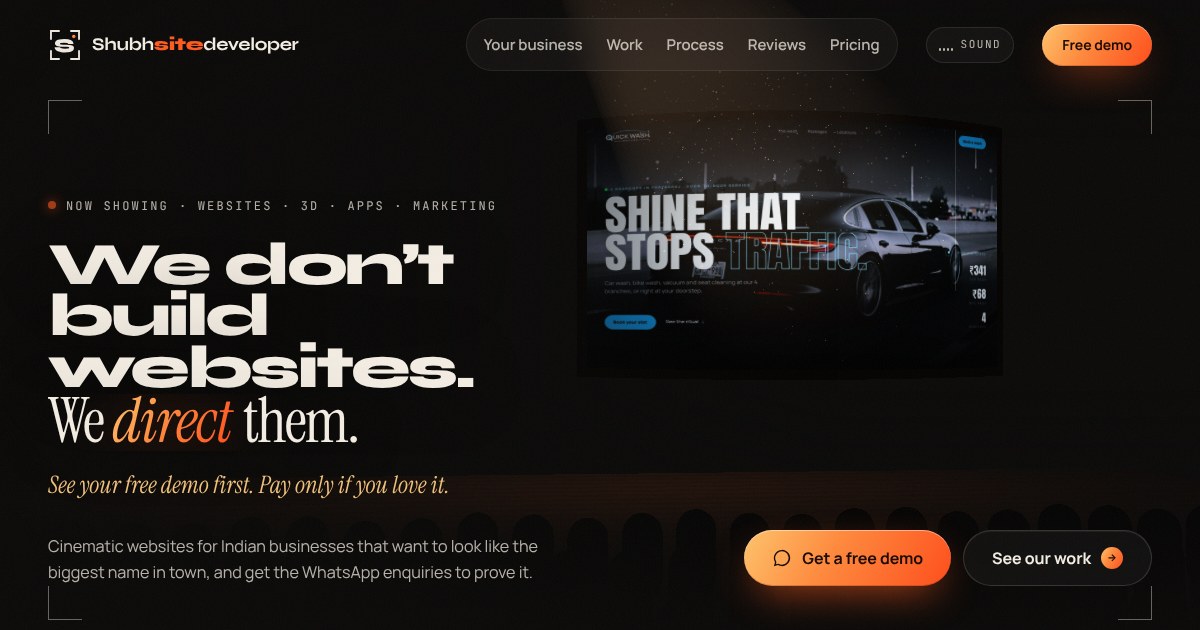 Shubhsitedeveloper
Your business Work Process Reviews Pricing
SOUND
Free demo
NOW SHOWING · WEBSITES · 3D · APPS · MARKETING
We don’t
build
websites.
We direct them.
See your free demo first. Pay only if you love it.
Cinematic websites for Indian businesses that want to look like the
biggest name in town, and get the WhatsApp enquiries to prove it.
SHINE THAT
STOPS TRAFFIC.
₹341
₹68
4
Get a free demo
See our work